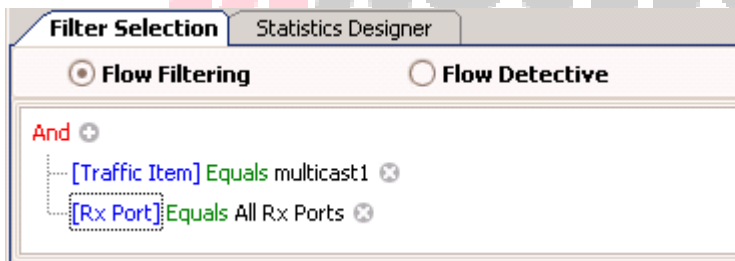 Filter Selection Statistics Designer
Flow Filtering Flow Detective
And
[Traffic Item] Equals multicast1
[Rx Port] Equals All Rx Ports